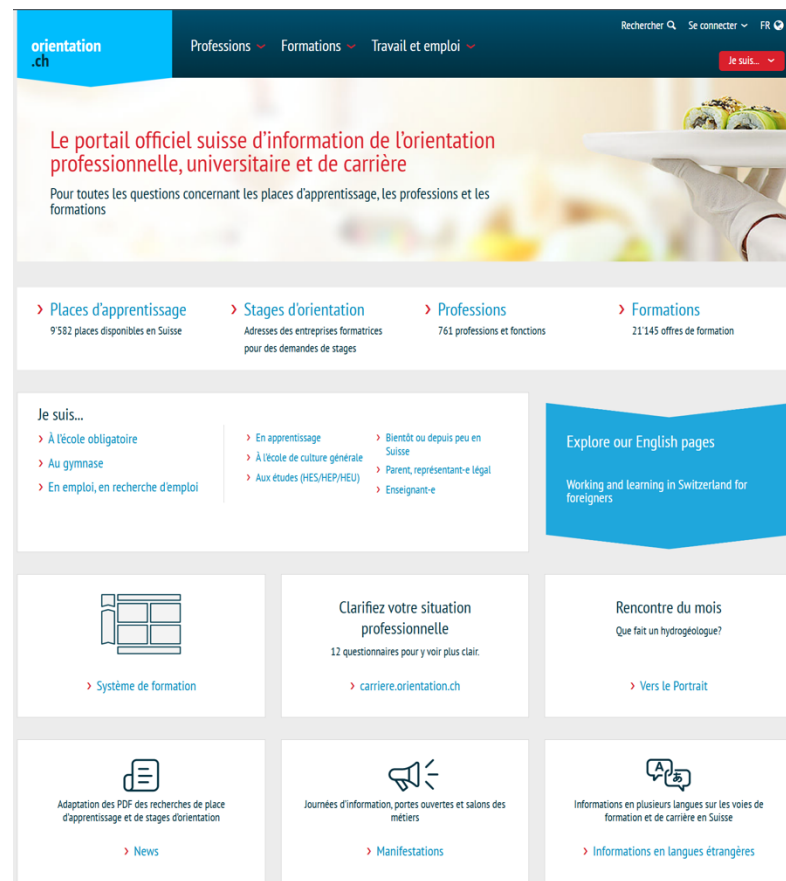 Rechercher Se connecter FR
orientation
.ch
Professions Formations Travail et emploi
Je suis...
Le portail officiel suisse d'information de l'orientation
professionnelle, universitaire et de carrière
Pour toutes les questions concernant les places d'apprentissage, les professions et les
formations
Places d'apprentissage
9'582 places disponibles en Suisse
Stages d'orientation
Adresses des entreprises formatrices
pour des demandes de stages
Professions
761 professions et fonctions
Formations
21'145 offres de formation
Je suis...
À l'école obligatoire
Au gymnase
En emploi, en recherche d'emploi
En apprentissage
À l'école de culture générale
Aux études (HES/HEP/HEU)
Bientôt ou depuis peu en
Suisse
Parent, représentant-e légal
Enseignant-e
Explore our English pages
Working and learning in Switzerland for
foreigners
Système de formation
Clarifiez votre situation
professionnelle
12 questionnaires pour y voir plus clair.
carriere.orientation.ch
Rencontre du mois
Que fait un hydrogéologue?
Vers le Portrait
Adaptation des PDF des recherches de place
d'apprentissage et de stages d'orientation
News
Journées d'information, portes ouvertes et salons des
métiers
Manifestations
A あ
Informations en plusieurs langues sur les voies de
formation et de carrière en Suisse
Informations en langues étrangères